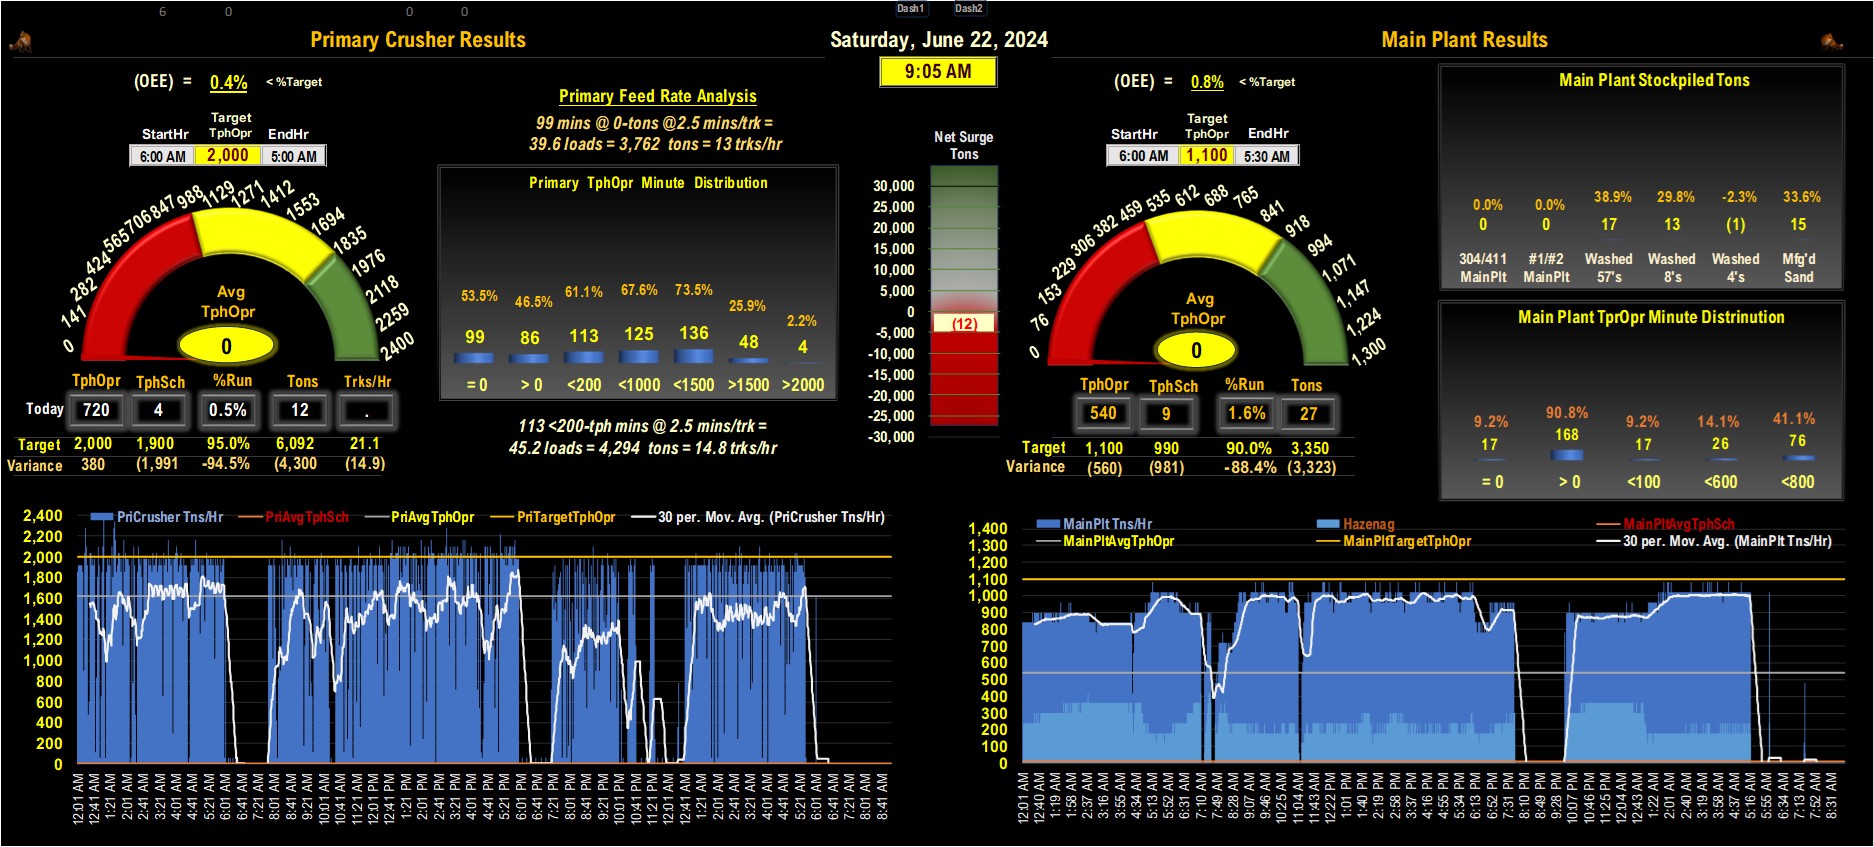 6 0 0 0 Dash1 Dash2
Primary Crusher Results
Saturday, June 22, 2024
Main Plant Results
9:05 AM
(OEE) = 0.4% < %Target
Target
StartHr TphOpr EndHr
6:00 AM 2,000 5:00 AM
0 141 282 424 565 706 847 988 1129 1271 1412 1553 1694 1835 1976 2118 2259 2400
Avg
TphOpr
0
TphOpr TphSch %Run Tons Trks/Hr
Today 720 4 0.5% 12 .
Target 2,000 1,900 95.0% 6,092 21.1
Variance 380 (1,991 -94.5% (4,300 (14.9)
Primary Feed Rate Analysis
99 mins @ 0-tons @2.5 mins/trk =
39.6 loads = 3,762 tons = 13 trks/hr
Primary TphOpr Minute Distribution
53.5% 46.5% 61.1% 67.6% 73.5% 25.9% 2.2%
99 86 113 125 136 48 4
= 0 > 0 <200 <1000 <1500 >1500 >2000
113 <200-tph mins @ 2.5 mins/trk =
45.2 loads = 4,294 tons = 14.8 trks/hr
Net Surge
Tons
30,000
25,000
20,000
15,000
10,000
5,000
0
(12)
-5,000
-10,000
-15,000
-20,000
-25,000
-30,000
(OEE) = 0.8% < %Target
Target
StartHr TphOpr EndHr
6:00 AM 1,100 5:30 AM
0 76 153 229 306 382 459 535 612 688 765 841 918 994 1,071 1,147 1,224 1,300
Avg
TphOpr
0
TphOpr TphSch %Run Tons
540 9 1.6% 27
Target 1,100 990 90.0% 3,350
Variance (560) (981) -88.4% (3,323)
Main Plant Stockpiled Tons
0.0% 0.0% 38.9% 29.8% -2.3% 33.6%
0 0 17 13 (1) 15
304/411 #1/#2 Washed Washed Washed Mfg'd
MainPlt MainPlt 57's 8's 4's Sand
Main Plant TprOpr Minute Distrinution
9.2% 90.8% 9.2% 14.1% 41.1%
17 168 17 26 76
= 0 > 0 <100 <600 <800
PriCrusher Tns/Hr PriAvgTphSch PriAvgTphOpr PriTargetTphOpr 30 per. Mov. Avg. (PriCrusher Tns/Hr)
2,400
2,200
2,000
1,800
1,600
1,400
1,200
1,000
800
600
400
200
0
12:01 AM 12:41 AM 1:21 AM 2:01 AM 2:41 AM 3:21 AM 4:01 AM 4:41 AM 5:21 AM 6:01 AM 6:41 AM 7:21 AM 8:01 AM 8:41 AM 9:21 AM 10:01 AM 10:41 AM 11:21 AM 12:01 PM 12:41 PM 1:21 PM 2:01 PM 2:41 PM 3:21 PM 4:01 PM 4:41 PM 5:21 PM 6:01 PM 6:41 PM 7:21 PM 8:01 PM 8:41 PM 9:21 PM 10:01 PM 10:41 PM 11:21 PM 12:01 AM 12:41 AM 1:21 AM 2:01 AM 2:41 AM 3:21 AM 4:01 AM 4:41 AM 5:21 AM 6:01 AM 6:41 AM 7:21 AM 8:01 AM 8:41 AM
MainPlt Tns/Hr Hazenag MainPltAvgTphSch
MainPltAvgTphOpr MainPltTargetTphOpr 30 per. Mov. Avg. (MainPlt Tns/Hr)
1,400
1,300
1,200
1,100
1,000
900
800
700
600
500
400
300
200
100
0
12:01 AM 12:40 AM 1:19 AM 1:58 AM 2:37 AM 3:16 AM 3:55 AM 4:34 AM 5:13 AM 5:52 AM 6:31 AM 7:10 AM 7:49 AM 8:28 AM 9:07 AM 9:46 AM 10:25 AM 11:04 AM 11:43 AM 12:22 PM 1:01 PM 1:40 PM 2:19 PM 2:58 PM 3:37 PM 4:16 PM 4:55 PM 5:34 PM 6:13 PM 6:52 PM 7:31 PM 8:10 PM 8:49 PM 9:28 PM 10:07 PM 10:46 PM 11:25 PM 12:43 AM 1:22 AM 2:01 AM 2:40 AM 3:19 AM 3:58 AM 4:37 AM 5:16 AM 5:55 AM 6:34 AM 7:13 AM 7:52 AM 8:31 AM